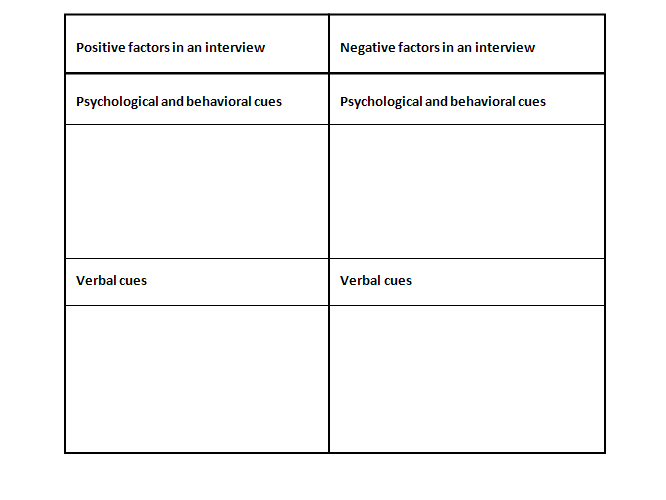 Positive factors in an interview
Negative factors in an interview
Psychological and behavioral cues
Psychological and behavioral cues
Verbal cues
Verbal cues